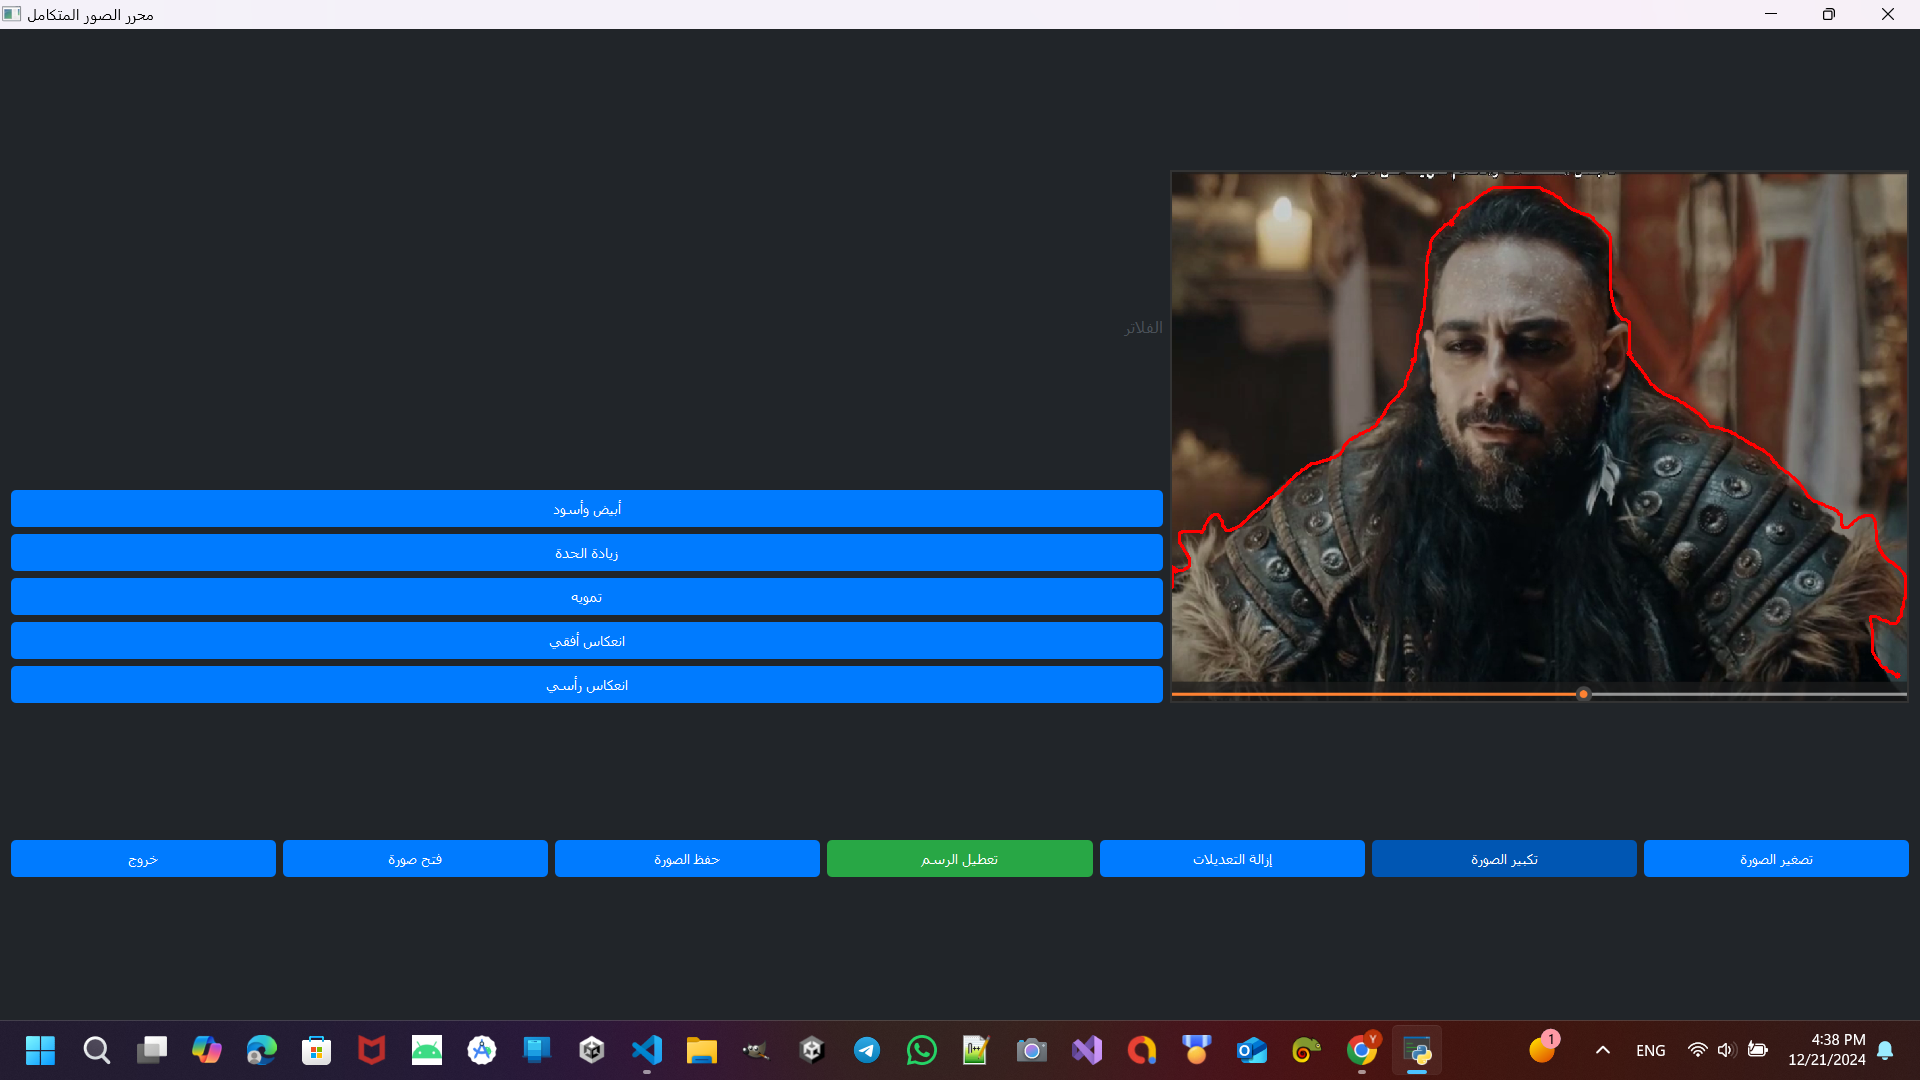 محرر الصور المتكامل
الفلاتر
أبيض وأسود
زيادة الحدة
تمويه
انعكاس أفقي
انعكاس رأسي
خروج
فتح صورة
حفظ الصورة
تعطيل الرسم
إزالة التعديلات
تكبير الصورة
تصغير الصورة
Y
1
ENG
4:38 PM
12/21/2024